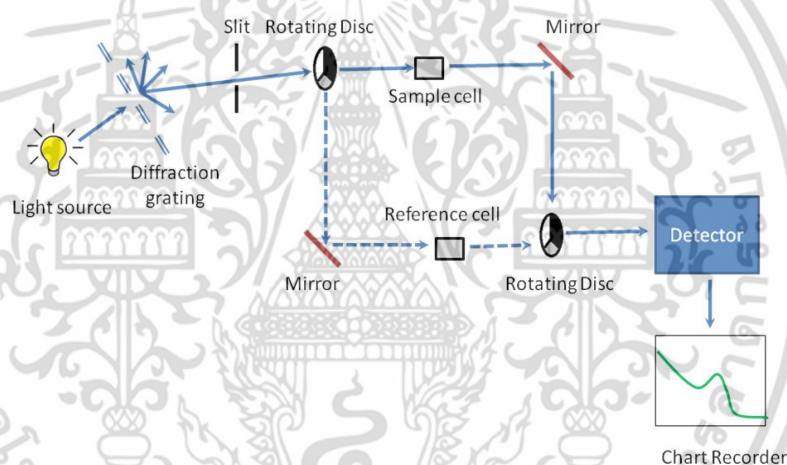 Slit
Rotating Disc
Mirror
Sample cell
Diffraction
grating
Light source
Reference cell
Detector
Mirror
Rotating Disc
Chart Recorder